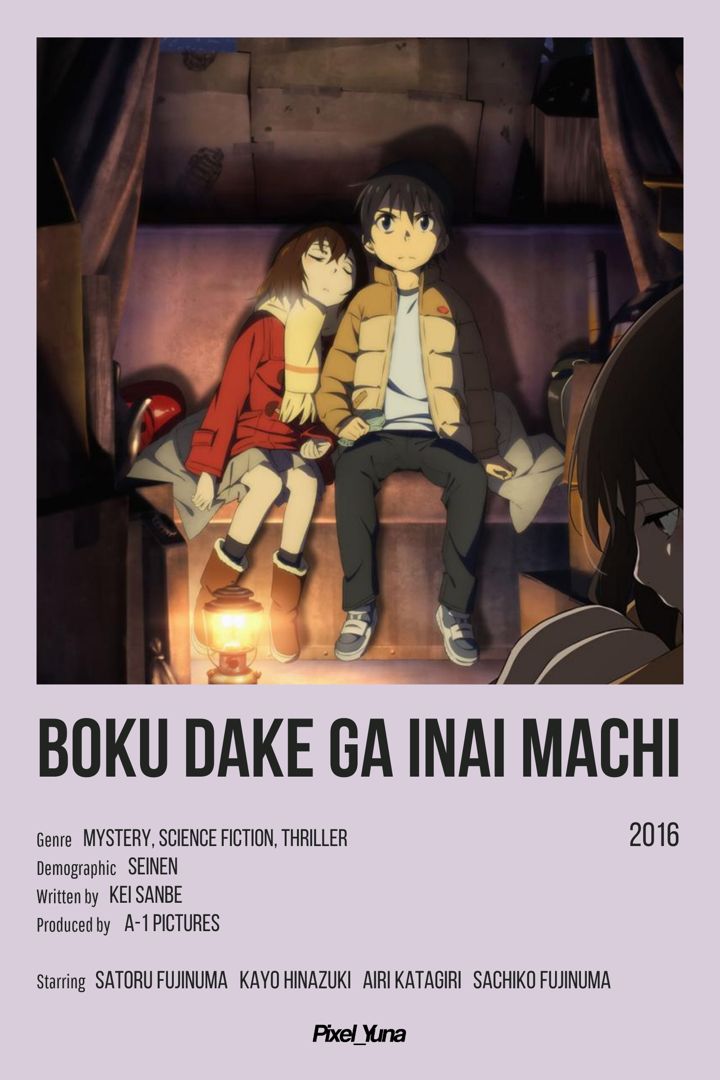 BOKU DAKE GA INAI MACHI
Genre MYSTERY, SCIENCE FICTION, THRILLER 2016
Demographic SEINEN
Written by KEI SANBE
Produced by A-1 PICTURES
Starring SATORU FUJINUMA KAYO HINAZUKI AIRI KATAGIRI SACHIKO FUJINUMA
Pixel_Yuna